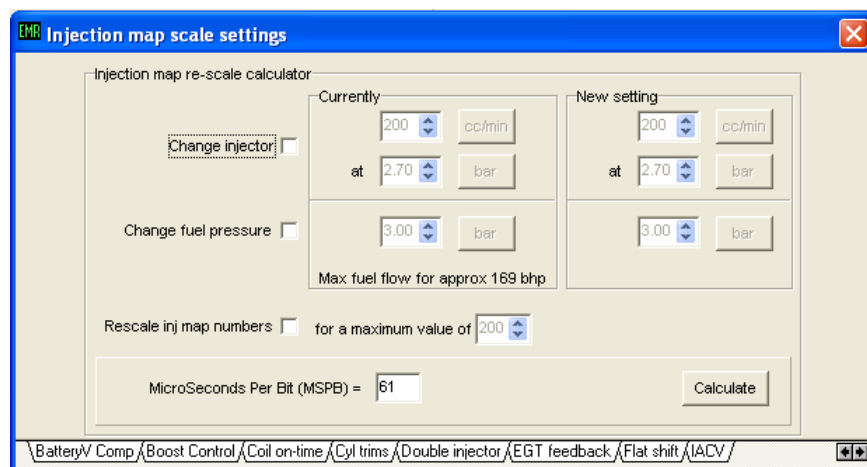 EMR Injection map scale settings
Injection map re-scale calculator
Currently New setting
Change injector 200 cc/min 200 cc/min
at 2.70 bar at 2.70 bar
Change fuel pressure 3.00 bar 3.00 bar
Max fuel flow for approx 169 bhp
Rescale inj map numbers for a maximum value of 200
MicroSeconds Per Bit (MSPB) = 61 Calculate
BatteryV Comp Boost Control Coil on-time Cyl trims Double injector EGT feedback Flat shift IACV